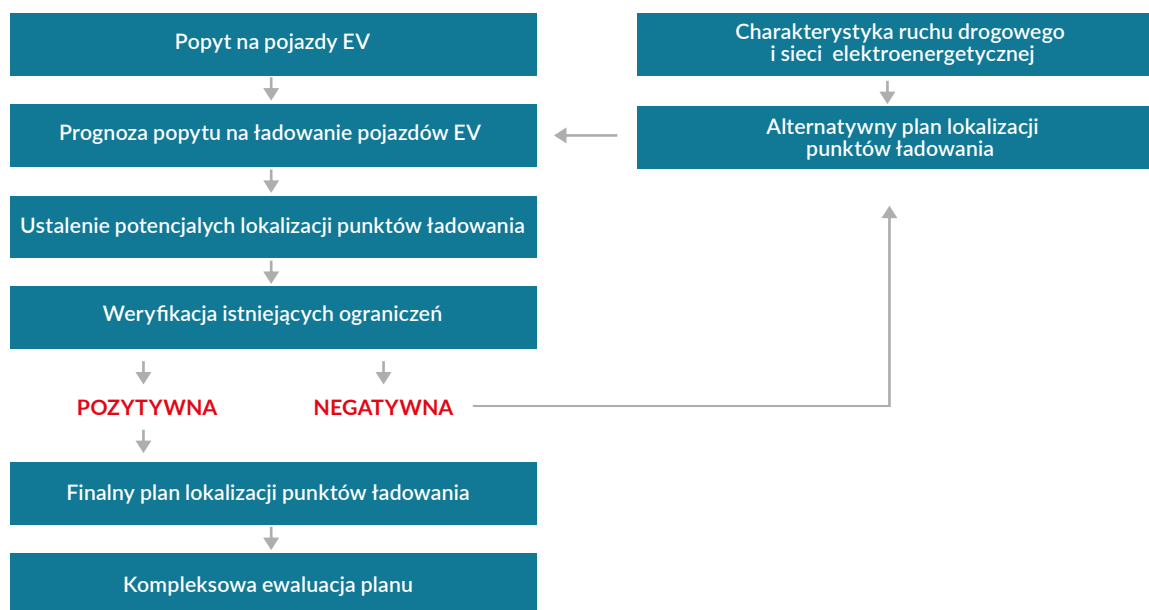 Popyt na pojazdy EV
Charakterystyka ruchu drogowego
i sieci elektroenergetycznej
Prognoza popytu na ładowanie pojazdów EV
Alternatywny plan lokalizacji
punktów ładowania
Ustalenie potencjalych lokalizacji punktów ładowania
Weryfikacja istniejących ograniczeń
POZYTYWNA
NEGATYWNA
Finalny plan lokalizacji punktów ładowania
Kompleksowa ewaluacja planu